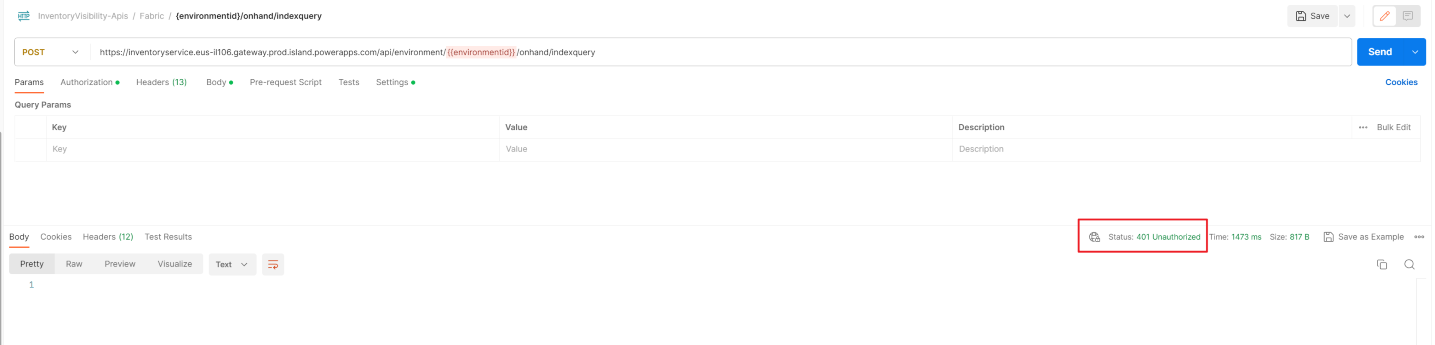 HTTP InventoryVisibility-Apis / Fabric / {environmentid}/onhand/indexquery Save
POST https://inventoryservice.eus-il106.gateway.prod.island.powerapps.com/api/environment/{{environmentid}}/onhand/indexquery Send
Params Authorization Headers (13) Body Pre-request Script Tests Settings Cookies
Query Params
Key Value Description ••• Bulk Edit
Key Value Description
Body Cookies Headers (12) Test Results Status: 401 Unauthorized Time: 1473 ms Size: 817 B Save as Example •••
Pretty Raw Preview Visualize Text
1